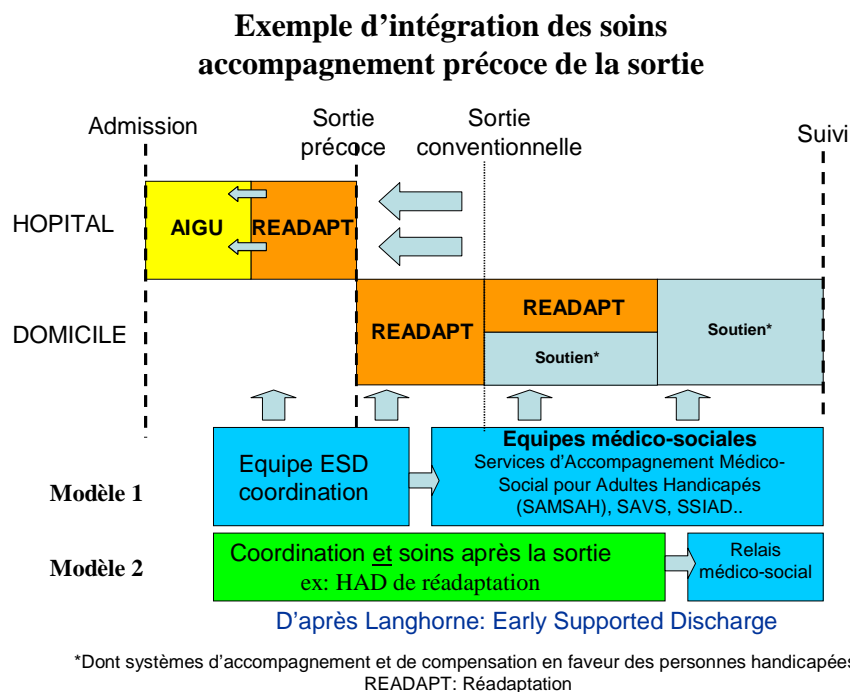 Exemple d'intégration des soins
accompagnement précoce de la sortie
Admission
Sortie
précoce
Sortie
conventionnelle
Suivi
HOPITAL
AIGU
READAPT
DOMICILE
READAPT
READAPT
Soutien*
Soutien*
Modèle 1
Equipe ESD
coordination
Equipes médico-sociales
Services d'Accompagnement Médico-
Social pour Adultes Handicapés
(SAMSAH), SAVS, SSIAD..
Modèle 2
Coordination et soins après la sortie
ex: HAD de réadaptation
Relais
médico-social
D'après Langhorne: Early Supported Discharge
*Dont systèmes d'accompagnement et de compensation en faveur des personnes handicapées
READAPT: Réadaptation